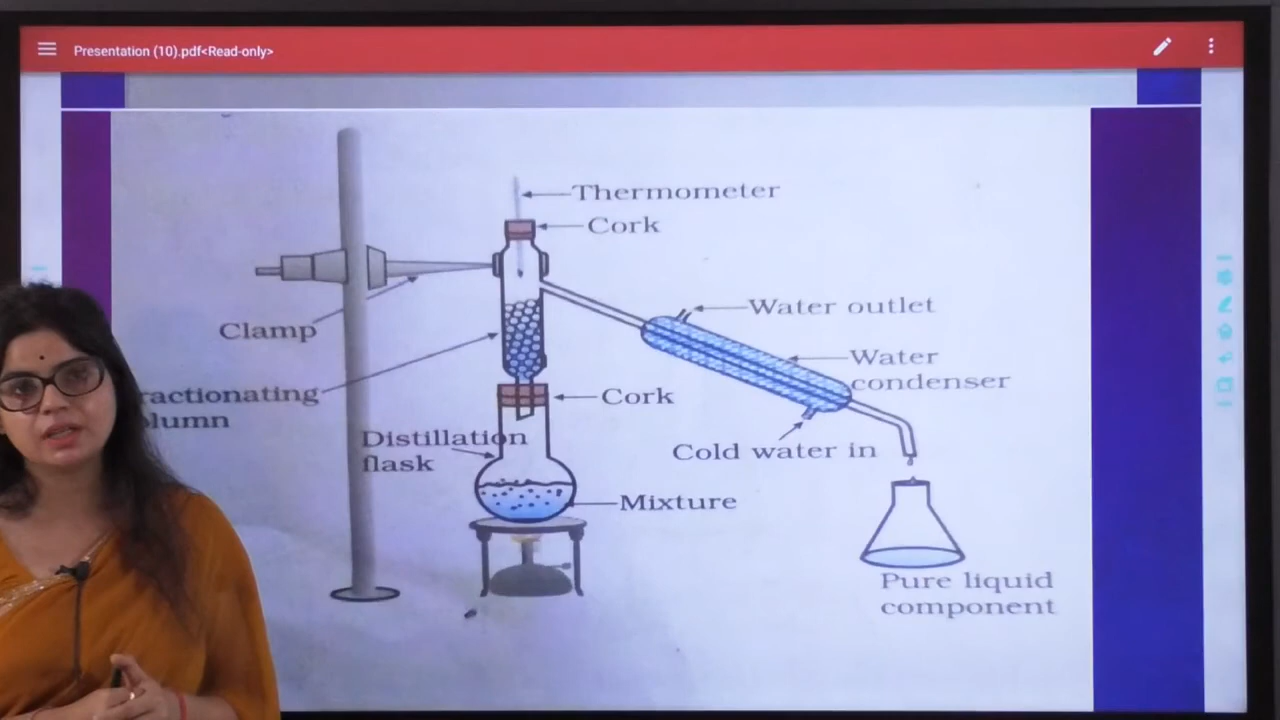 Presentation (10).pdf<Read-only>
Thermometer
Cork
Water outlet
Clamp
Water
condenser
ractionating
lumn
Cork
Distillation
flask
Cold water in
Mixture
Pure liquid
component